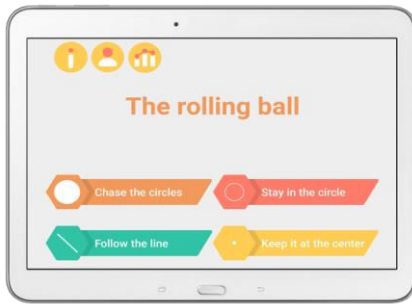 The rolling ball
Chase the circles
Stay in the circle
Follow the line
Keep it at the center